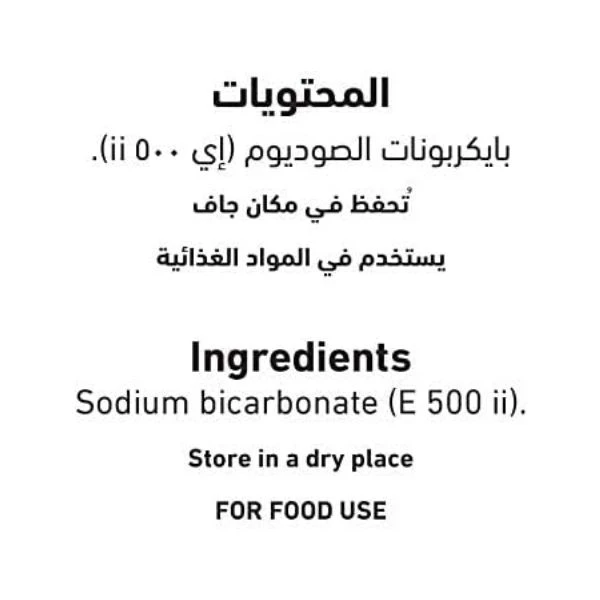 المحتويات
بايكربونات الصوديوم (إي ٥٠٠ ii).
تُحفظ في مكان جاف
يستخدم في المواد الغذائية
Ingredients
Sodium bicarbonate (E 500 ii).
Store in a dry place
FOR FOOD USE